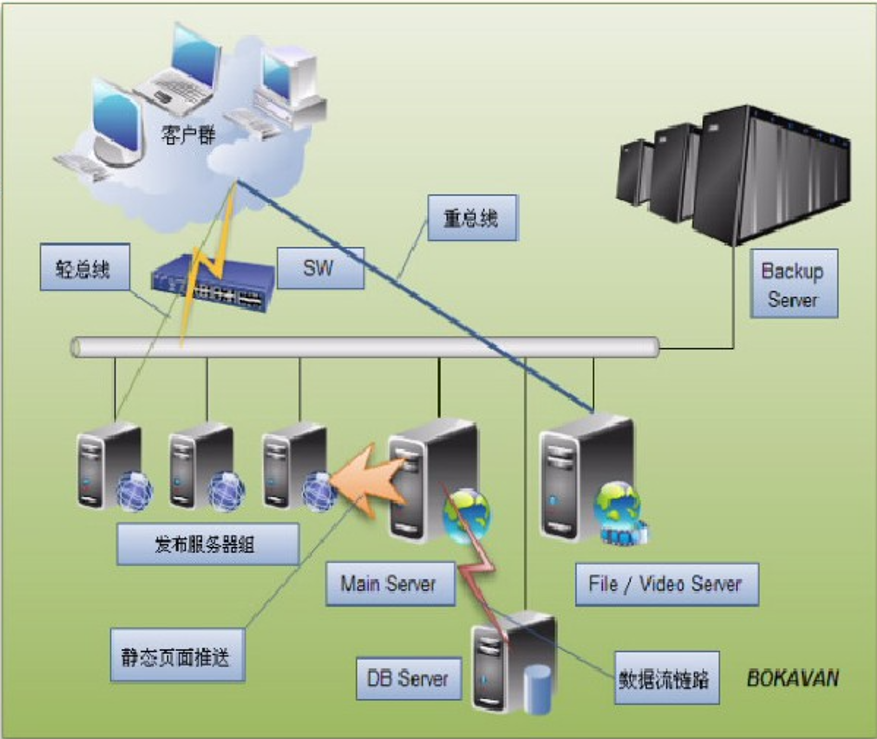 客户群
重总线
轻总线
SW
Backup
Server
发布服务器组
Main Server
File / Video Server
静态页面推送
DB Server
数据流链路
BOKAVAN